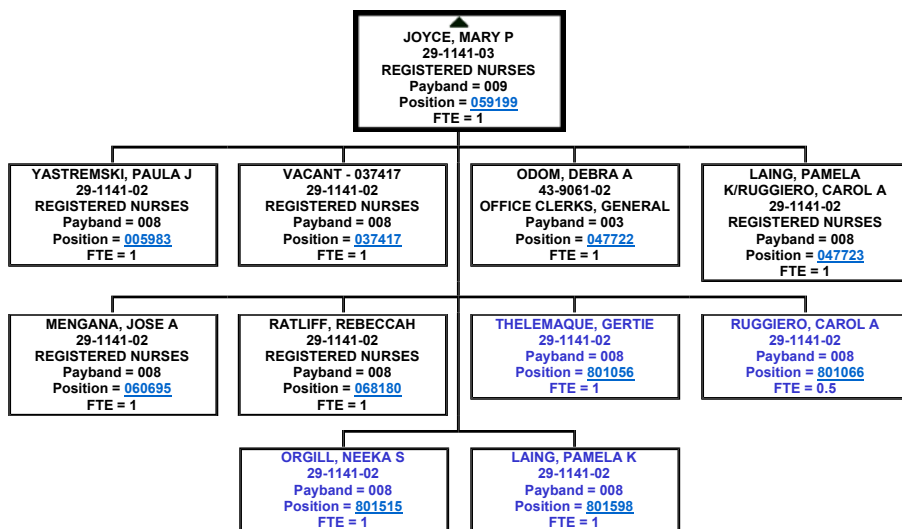 JOYCE, MARY P
29-1141-03
REGISTERED NURSES
Payband = 009
Position = 059199
FTE = 1
YASTREMSKI, PAULA J
29-1141-02
REGISTERED NURSES
Payband = 008
Position = 005983
FTE = 1
VACANT - 037417
29-1141-02
REGISTERED NURSES
Payband = 008
Position = 037417
FTE = 1
ODOM, DEBRA A
43-9061-02
OFFICE CLERKS, GENERAL
Payband = 003
Position = 047722
FTE = 1
LAING, PAMELA
K/RUGGIERO, CAROL A
29-1141-02
REGISTERED NURSES
Payband = 008
Position = 047723
FTE = 1
MENGANA, JOSE A
29-1141-02
REGISTERED NURSES
Payband = 008
Position = 060695
FTE = 1
RATLIFF, REBECCAH
29-1141-02
REGISTERED NURSES
Payband = 008
Position = 068180
FTE = 1
THELEMAQUE, GERTIE
29-1141-02
Payband = 008
Position = 801056
FTE = 1
RUGGIERO, CAROL A
29-1141-02
Payband = 008
Position = 801066
FTE = 0.5
ORGILL, NEEKA S
29-1141-02
Payband = 008
Position = 801515
FTE = 1
LAING, PAMELA K
29-1141-02
Payband = 008
Position = 801598
FTE = 1